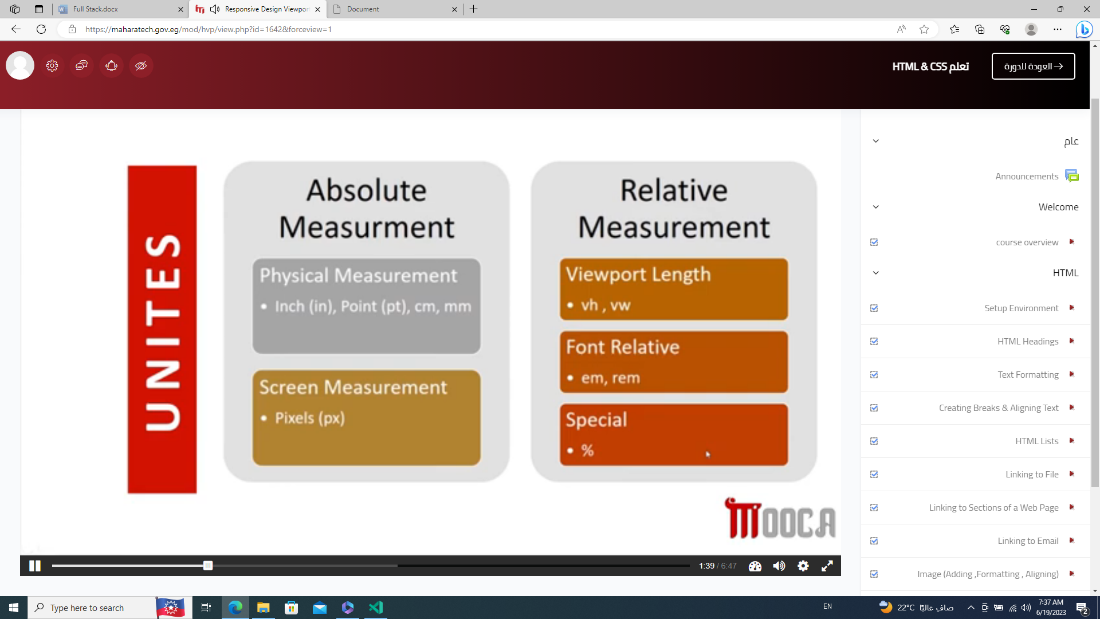 Full Stack.docx
Responsive Design Viewpor
Document
https://maharatech.gov.eg/mod/hvp/view.php?id=1642&forceview=1
تعلم HTML & CSS
العودة للدورة
UNITES
Absolute
Measurment
Physical Measurement
• Inch (in), Point (pt), cm, mm
Screen Measurement
• Pixels (px)
Relative
Measurement
Viewport Length
• vh , vw
Font Relative
• em, rem
Special
• %
MOOCA
1:39 / 6:47
عام
Announcements
Welcome
course overview
HTML
Setup Environment
HTML Headings
Text Formatting
Creating Breaks & Aligning Text
HTML Lists
Linking to File
Linking to Sections of a Web Page
Linking to Email
Image (Adding ,Formatting , Aligning)
Type here to search
EN
22°C صاف غالبًا
7:37 AM
6/19/2023
2